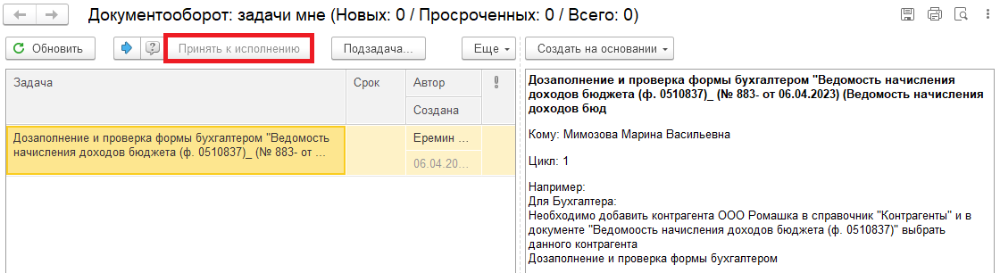 Документооборот: задачи мне (Новых: 0 / Просроченных: 0 / Всего: 0)
Обновить
Принять к исполнению
Подзадача...
Еще
Создать на основании
Задача
Срок
Автор
Создана
Дозаполнение и проверка формы бухгалтером "Ведомость
начисления доходов бюджета (ф. 0510837)_ (№ 883- от ...
Еремин ...
06.04.20...
Дозаполнение и проверка формы бухгалтером "Ведомость начисления
доходов бюджета (ф. 0510837)_ (№ 883- от 06.04.2023) (Ведомость начисления
доходов бюд
Кому: Мимозова Марина Васильевна
Цикл: 1
Например:
Для Бухгалтера:
Необходимо добавить контрагента ООО Ромашка в справочник "Контрагенты" и в
документе "Ведомоость начисления доходов бюджета (ф. 0510837)" выбрать
данного контрагента
Дозаполнение и проверка формы бухгалтером